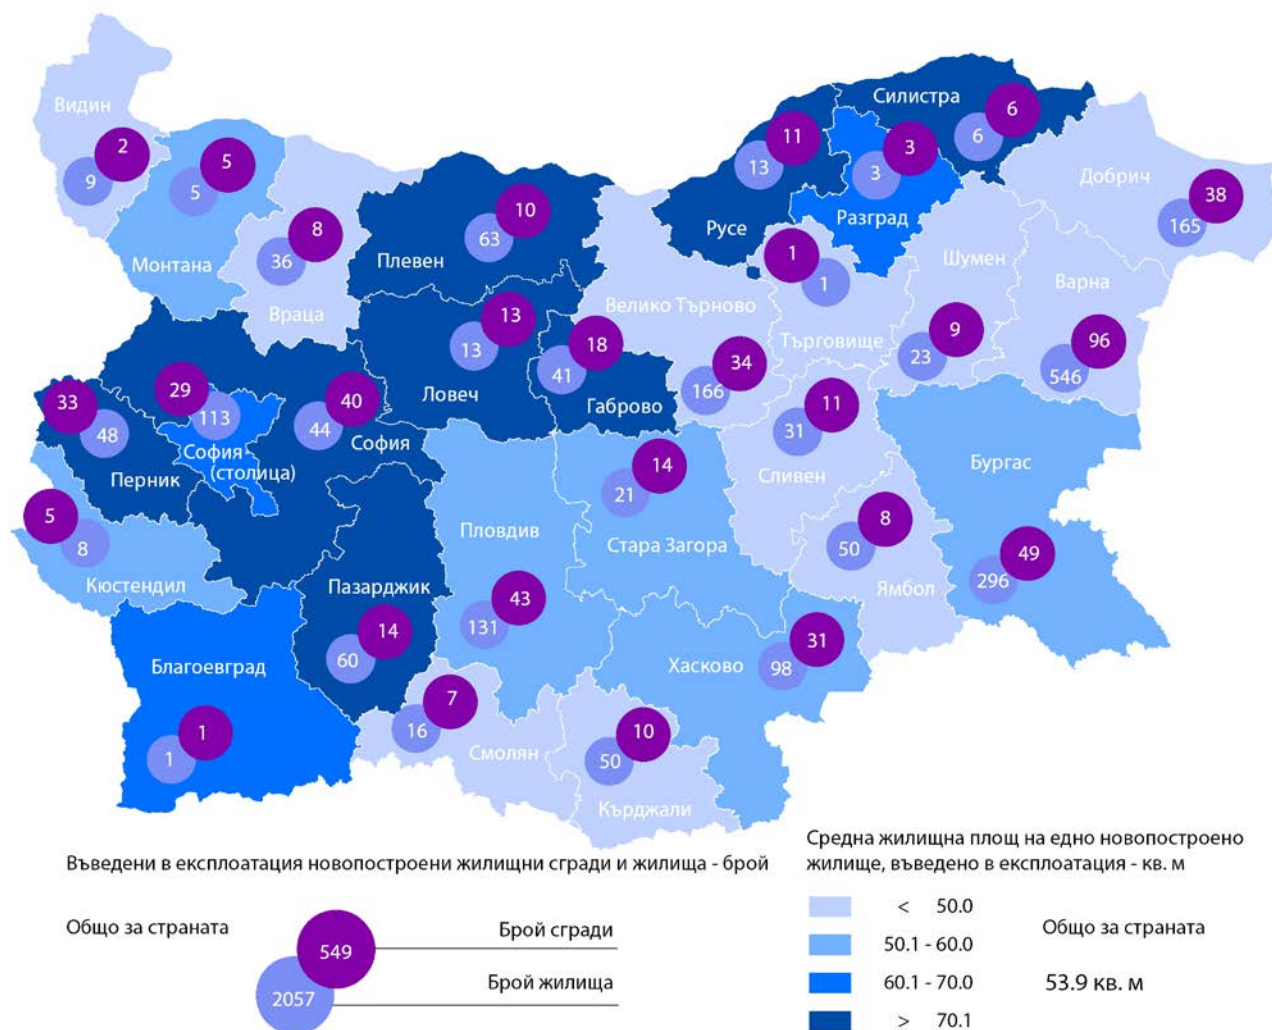 Видин
2
9
5
5
Монтана
8
36
Враца
10
63
Плевен
13
13
Ловеч
18
41
Габрово
Велико Търново
34
166
11
13
Русе
Силистра
6
6
3
3
Разград
1
1
Търговище
Добрич
38
165
Шумен
9
23
Варна
96
546
33
48
Перник
29
113
София
(столица)
40
44
София
5
8
Кюстендил
Благоевград
1
1
Пазарджик
14
60
Пловдив
43
131
14
21
Стара Загора
11
31
Сливен
8
50
Ямбол
Бургас
49
296
31
98
Хасково
7
16
Смолян
10
50
Кърджали
Въведени в експлоатация новопостроени жилищни сгради и жилища - брой
Общо за страната
549
2057
Брой сгради
Брой жилища
Средна жилищна площ на едно новопостроено
жилище, въведено в експлоатация - кв. м
< 50.0
50.1 - 60.0
60.1 - 70.0
> 70.1
Общо за страната
53.9 кв. м